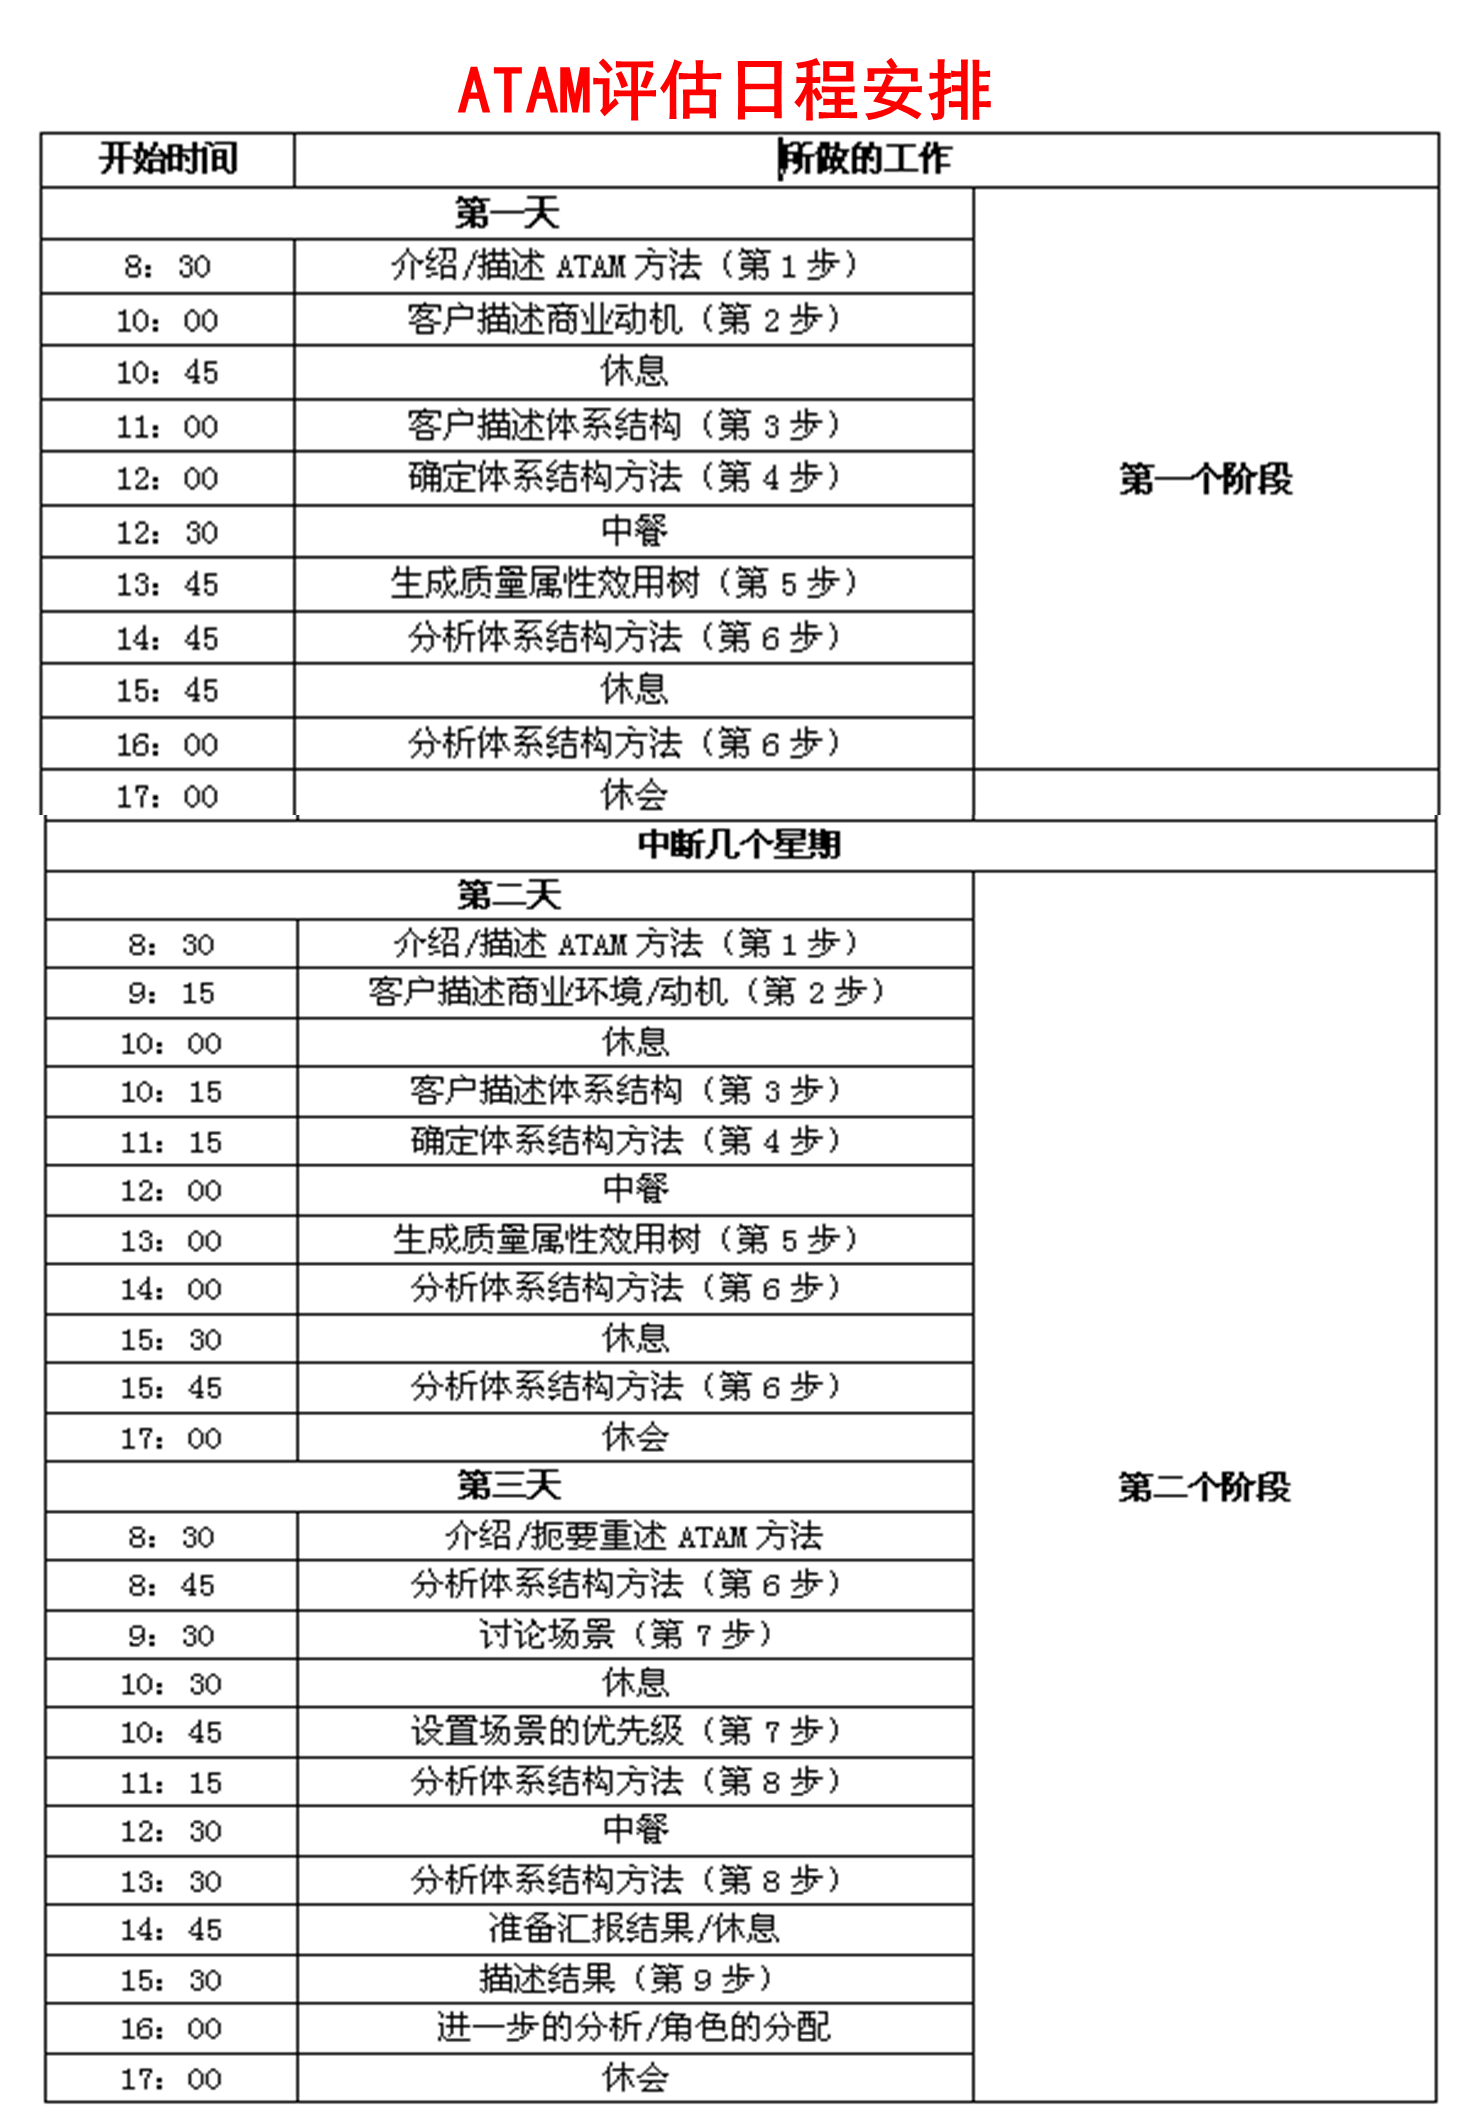 ATAM评估日程安排
开始时间 所做的工作
第一天
8：30 介绍/描述 ATAM 方法（第 1 步）
10：00 客户描述商业动机（第 2 步）
10：45 休息
11：00 客户描述体系结构（第 3 步）
12：00 确定体系结构方法（第 4 步） 第一个阶段
12：30 中餐
13：45 生成质量属性效用树（第 5 步）
14：45 分析体系结构方法（第 6 步）
15：45 休息
16：00 分析体系结构方法（第 6 步）
17：00 休会
中断几个星期
第二天
8：30 介绍/描述 ATAM 方法（第 1 步）
9：15 客户描述商业环境/动机（第 2 步）
10：00 休息
10：15 客户描述体系结构（第 3 步）
11：15 确定体系结构方法（第 4 步）
12：00 中餐
13：00 生成质量属性效用树（第 5 步）
14：00 分析体系结构方法（第 6 步）
15：30 休息
15：45 分析体系结构方法（第 6 步）
17：00 休会
第三天 第二个阶段
8：30 介绍/扼要重述 ATAM 方法
8：45 分析体系结构方法（第 6 步）
9：30 讨论场景（第 7 步）
10：30 休息
10：45 设置场景的优先级（第 7 步）
11：15 分析体系结构方法（第 8 步）
12：30 中餐
13：30 分析体系结构方法（第 8 步）
14：45 准备汇报结果/休息
15：30 描述结果（第 9 步）
16：00 进一步的分析/角色的分配
17：00 休会